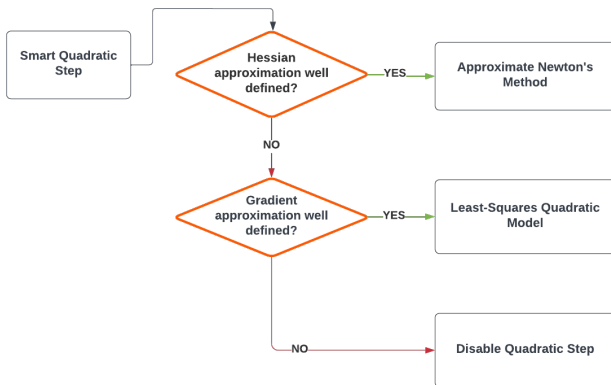 Smart Quadratic
Step
Hessian
approximation well
defined?
YES
Approximate Newton's
Method
NO
Gradient
approximation well
defined?
YES
Least-Squares Quadratic
Model
NO
Disable Quadratic Step